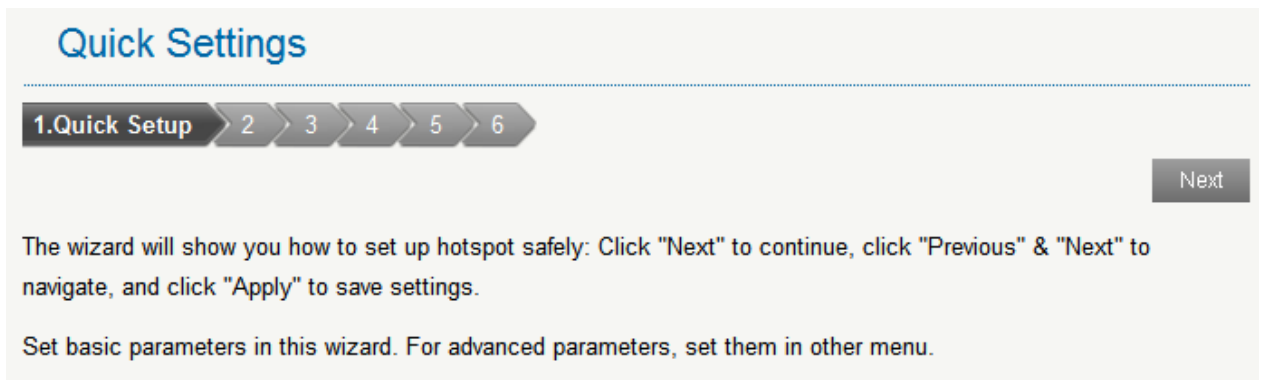 Quick Settings
1.Quick Setup 2 3 4 5 6
Next
The wizard will show you how to set up hotspot safely: Click "Next" to continue, click "Previous" & "Next" to
navigate, and click "Apply" to save settings.
Set basic parameters in this wizard. For advanced parameters, set them in other menu.